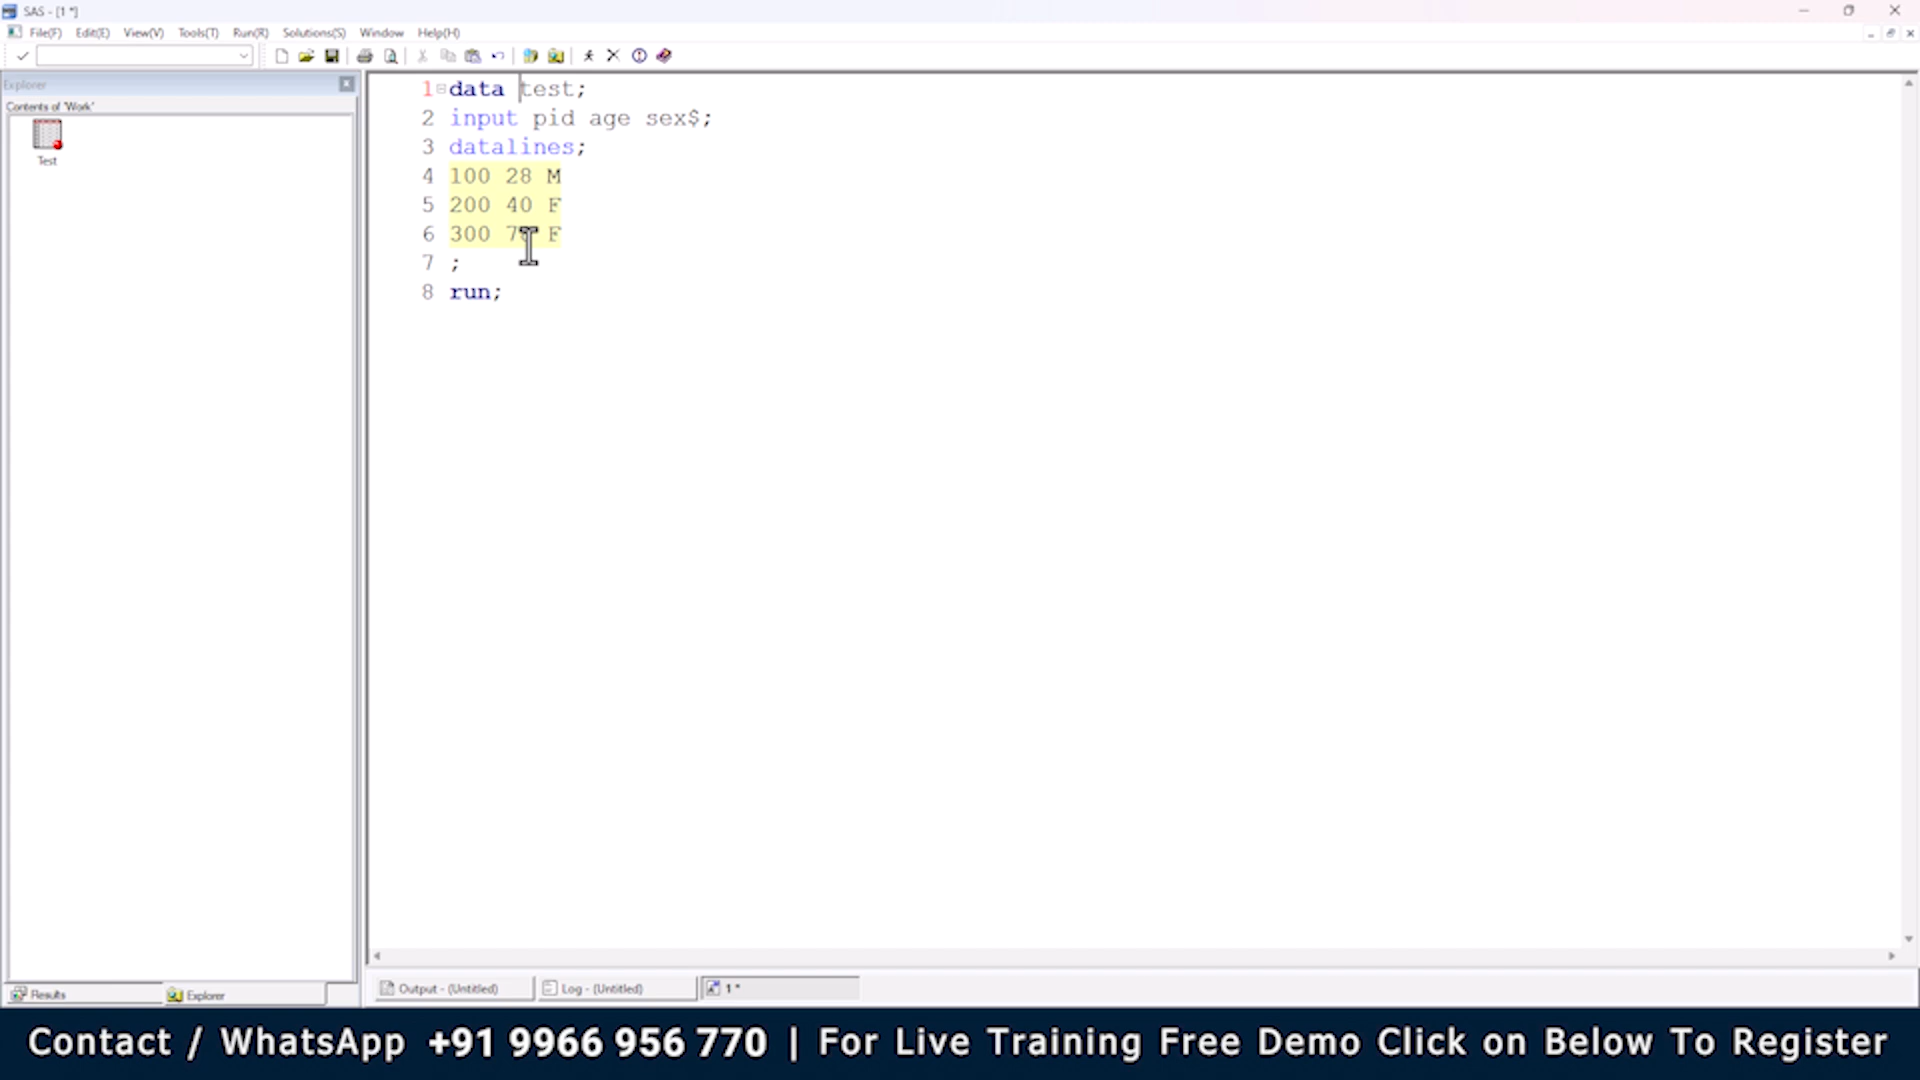 SAS - [1 *]
File(F) Edit(E) View(V) Tools(T) Run(R) Solutions(S) Window Help(H)
Explorer
Contents of 'Work'
Test
1 data test;
2 input pid age sex$;
3 datalines;
4 100 28 M
5 200 40 F
6 300 F
7 ;
8 run;
Results Explorer
Output - (Untitled) Log - (Untitled) 1 *
Contact / WhatsApp +91 9966 956 770 | For Live Training Free Demo Click on Below To Register